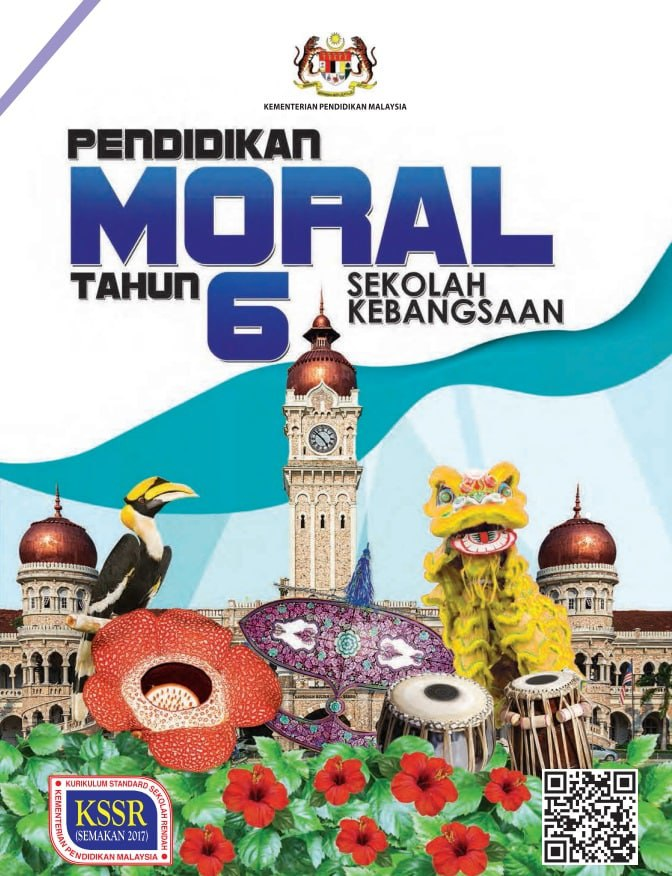 KEMENTERIAN PENDIDIKAN MALAYSIA
PENDIDIKAN
MORAL
TAHUN 6
SEKOLAH
KEBANGSAAN
KURIKULUM STANDARD SEKOLAH RENDAH
KSSR
(SEMAKAN 2017)
KEMENTERIAN PENDIDIKAN MALAYSIA